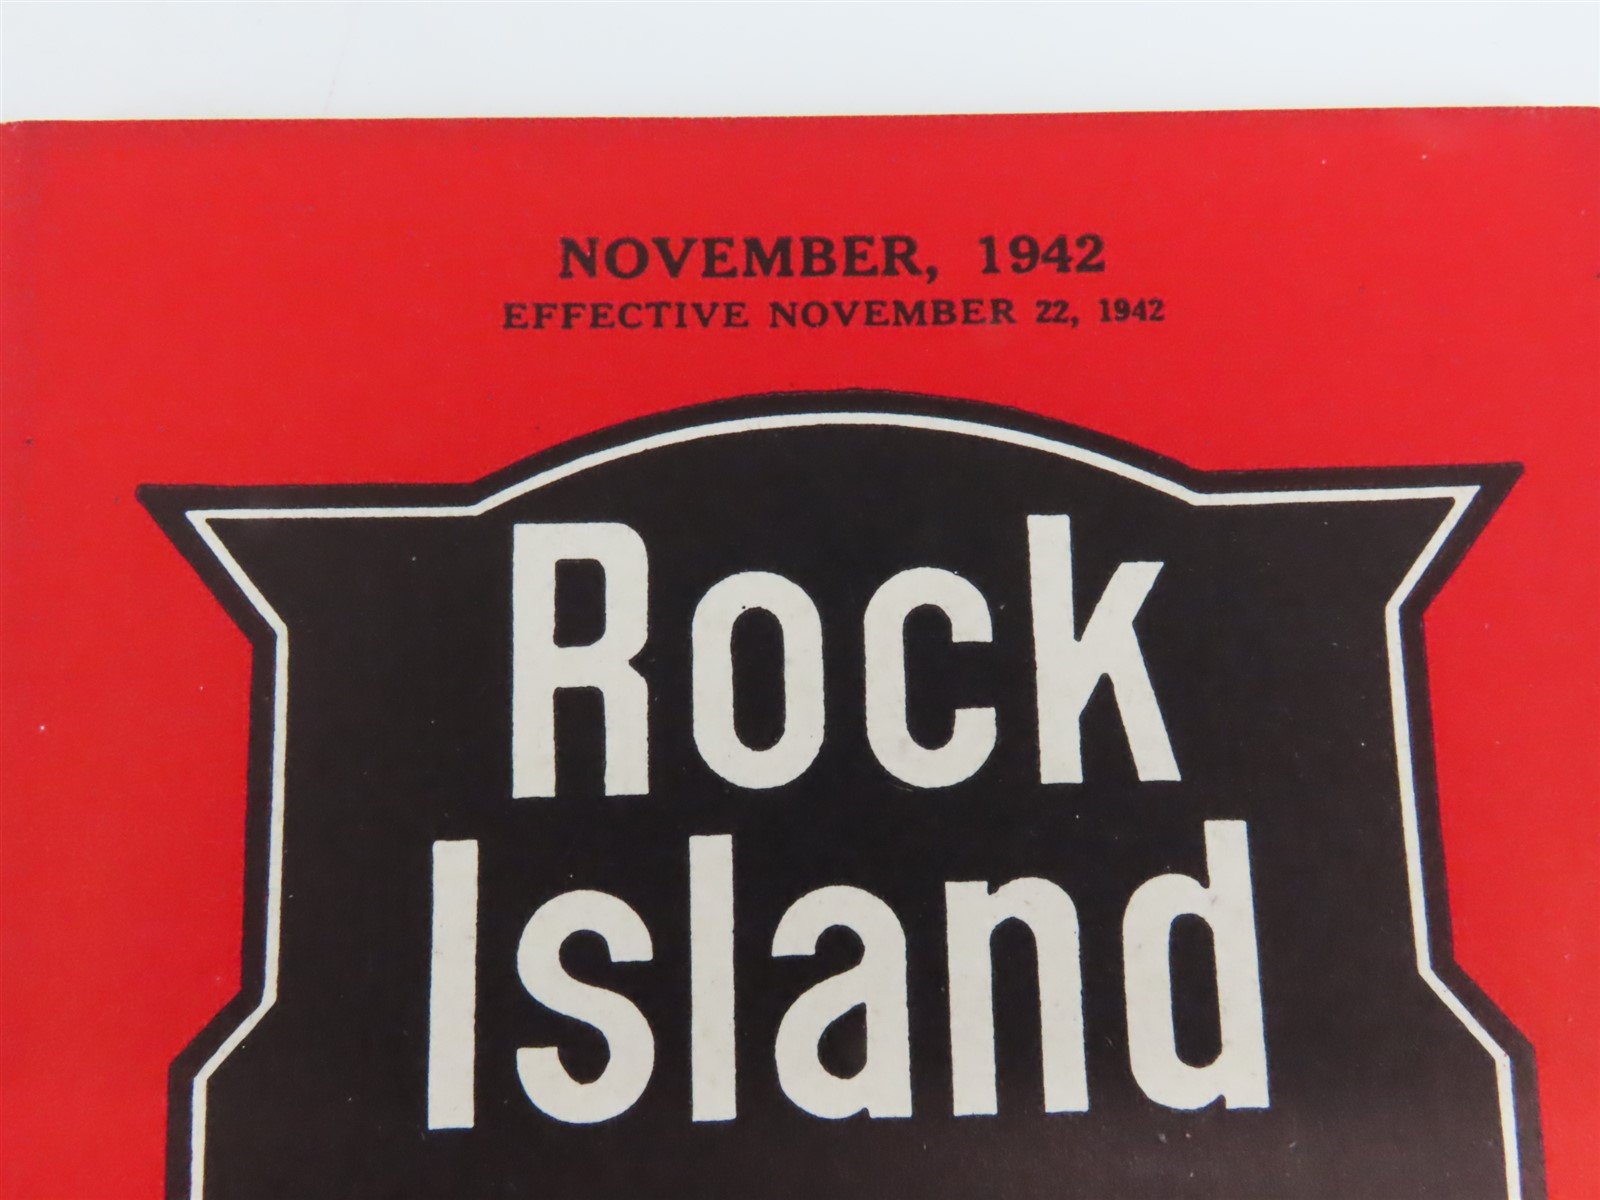 NOVEMBER, 1942
EFFECTIVE NOVEMBER 22, 1942
Rock
Island